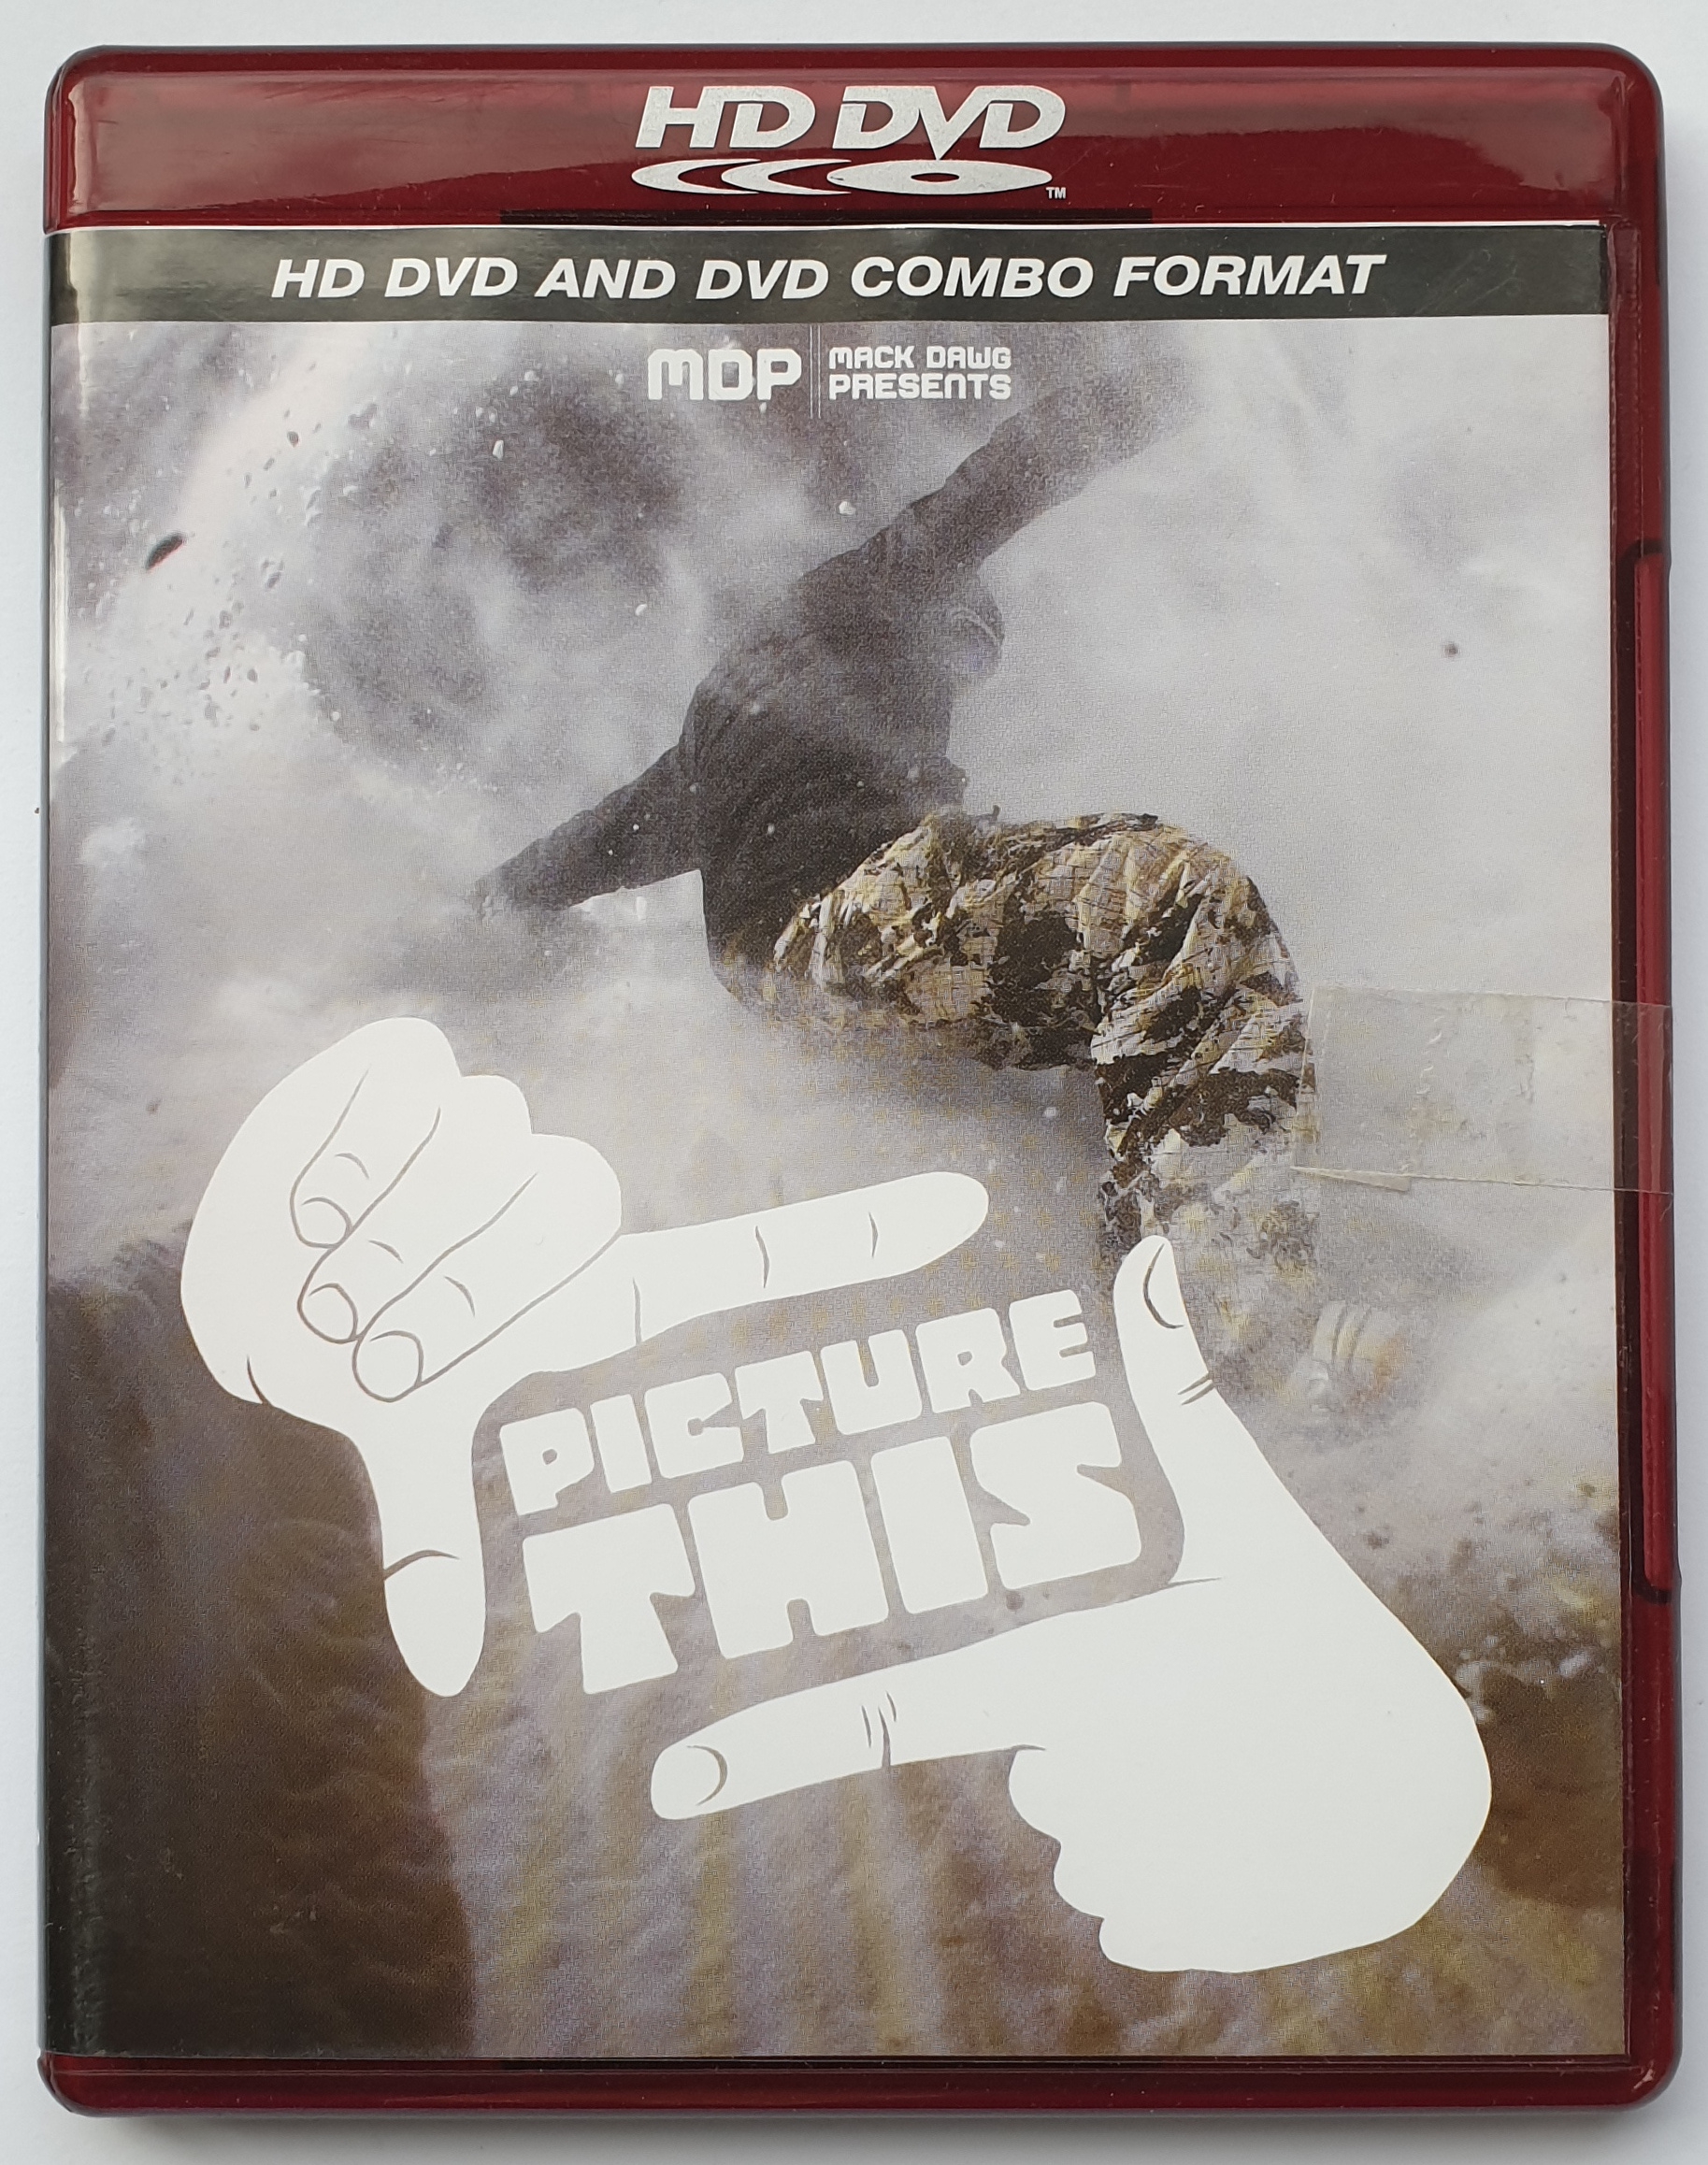 HD DVD
TM
HD DVD AND DVD COMBO FORMAT
MDP
MACK DAWG
PRESENTS
PICTURE
THIS